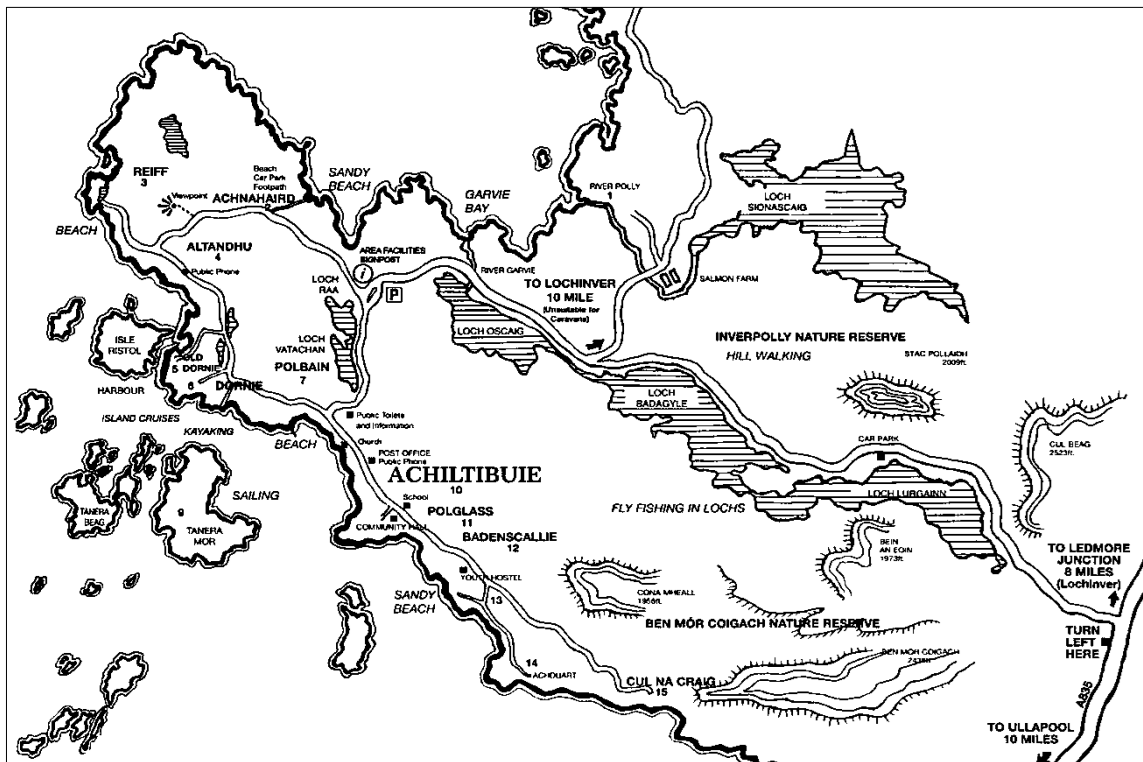 REIFF
3
Viewpoint
Beach
Car Park
Footpath
ACHNAHAIRD
2
SANDY
BEACH
GARVIE
BAY
RIVER POLLY
1
LOCH
SIONASCAIG
BEACH
ALTANDHU
4
Public Phone
AREA FACILITIES
SIGNPOST
i
P
RIVER GARVIE
SALMON FARM
TO LOCHINVER
10 MILE
(Unsuitable for
Caravans)
LOCH
RAA
LOCH
VATACHAN
POLBAIN
7
LOCH OSCAIG
INVERPOLLY NATURE RESERVE
HILL WALKING
STAC POLLAIDH
2009ft.
ISLE
RISTOL
OLD
DORNIE
5
6
DORNIE
HARBOUR
ISLAND CRUISES
KAYAKING
BEACH
Public Toilets
and Information
Church
POST OFFICE
Public Phone
LOCH
BADAGYLE
CAR PARK
CUL BEAG
2523ft.
ACHILTIBUIE
10
SAILING
TANERA
BEAG
9
TANERA
MOR
School
POLGLASS
11
COMMUNITY HALL
BADENSCALLIE
12
LOCH LURGAINN
FLY FISHING IN LOCHS
BEIN
AN EOIN
1973ft.
TO LEDMORE
JUNCTION
8 MILES
(Lochinver)
YOUTH HOSTEL
SANDY
BEACH
13
CONA MHEALL
BEN MÓR COIGACH NATURE RESERVE
TURN
LEFT
HERE
BEN MOR COIGACH
14
ACHDUART
CUL NA CRAIG
15
A835
TO ULLAPOOL
10 MILES